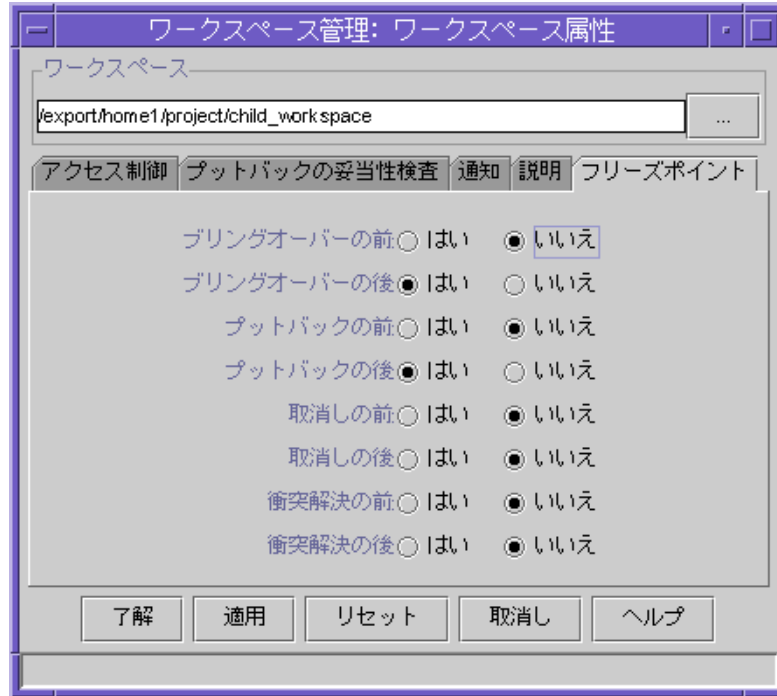 ワークスペース管理: ワークスペース属性
ワークスペース
/export/home1/project/child_workspace
...
アクセス制御 プットバックの妥当性検査 通知 説明 フリーズポイント
ブリングオーバーの前: はい いいえ
ブリングオーバーの後 はい いいえ
プットバックの前: はい いいえ
プットバックの後 はい いいえ
取消しの前: はい いいえ
取消しの後 はい いいえ
衝突解決の前: はい いいえ
衝突解決の後 はい いいえ
了解 適用 リセット 取消し ヘルプ